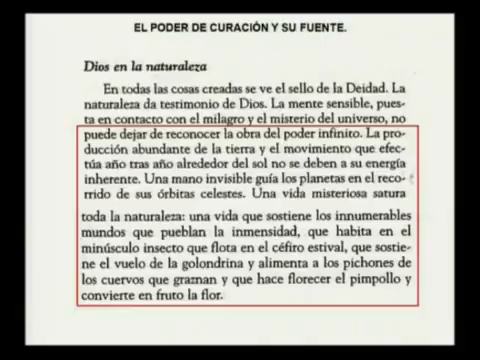 EL PODER DE CURACIÓN Y SU FUENTE.
Dios en la naturaleza
En todas las cosas creadas se ve el sello de la Deidad. La
naturaleza da testimonio de Dios. La mente sensible, pues-
ta en contacto con el milagro y el misterio del universo, no
puede dejar de reconocer la obra del poder infinito. La pro-
ducción abundante de la tierra y el movimiento que efec-
túa año tras año alrededor del sol no se deben a su energía
inherente. Una mano invisible guía los planetas en el reco-
rrido de sus órbitas celestes. Una vida misteriosa satura
toda la naturaleza: una vida que sostiene los innumerables
mundos que pueblan la inmensidad, que habita en el
minúsculo insecto que flota en el céfiro estival, que sostie-
ne el vuelo de la golondrina y alimenta a los pichones de
los cuervos que graznan y que hace florecer el pimpollo y
convierte en fruto la flor.